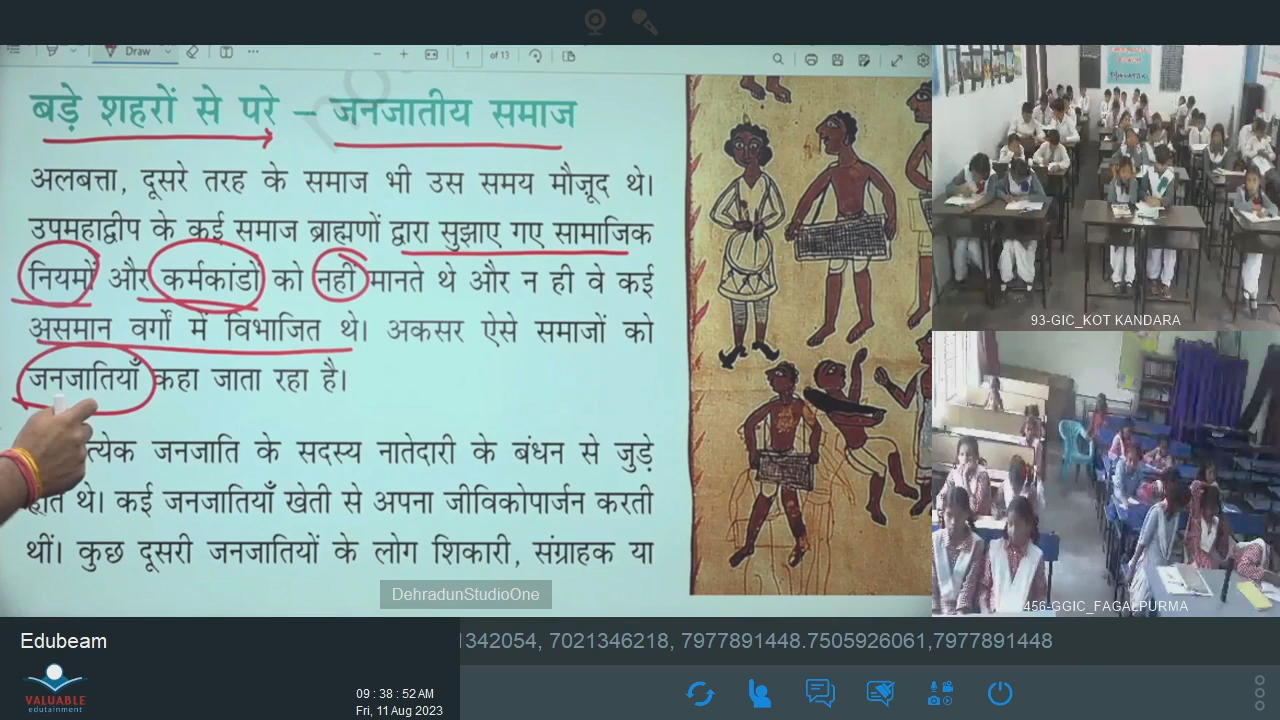 Draw
1
of 13
बड़े शहरों से परे – जनजातीय समाज
अलबत्ता, दूसरे तरह के समाज भी उस समय मौजूद थे।
उपमहाद्वीप के कई समाज ब्राह्मणों द्वारा सुझाए गए सामाजिक
नियमों और कर्मकांडों को नहीं मानते थे और न ही वे कई
असमान वर्गों में विभाजित थे। अकसर ऐसे समाजों को
जनजातियाँ कहा जाता रहा है।
त्येक जनजाति के सदस्य नातेदारी के बंधन से जुड़े
होते थे। कई जनजातियाँ खेती से अपना जीविकोपार्जन करती
थीं। कुछ दूसरी जनजातियों के लोग शिकारी, संग्राहक या
DehradunStudioOne
93-GIC_KOT KANDARA
456-GGIC_FAGALPURMA
Edubeam
1342054, 7021346218, 7977891448.7505926061,7977891448
VALUABLE
edutainment
09 : 38 : 52 AM
Fri, 11 Aug 2023